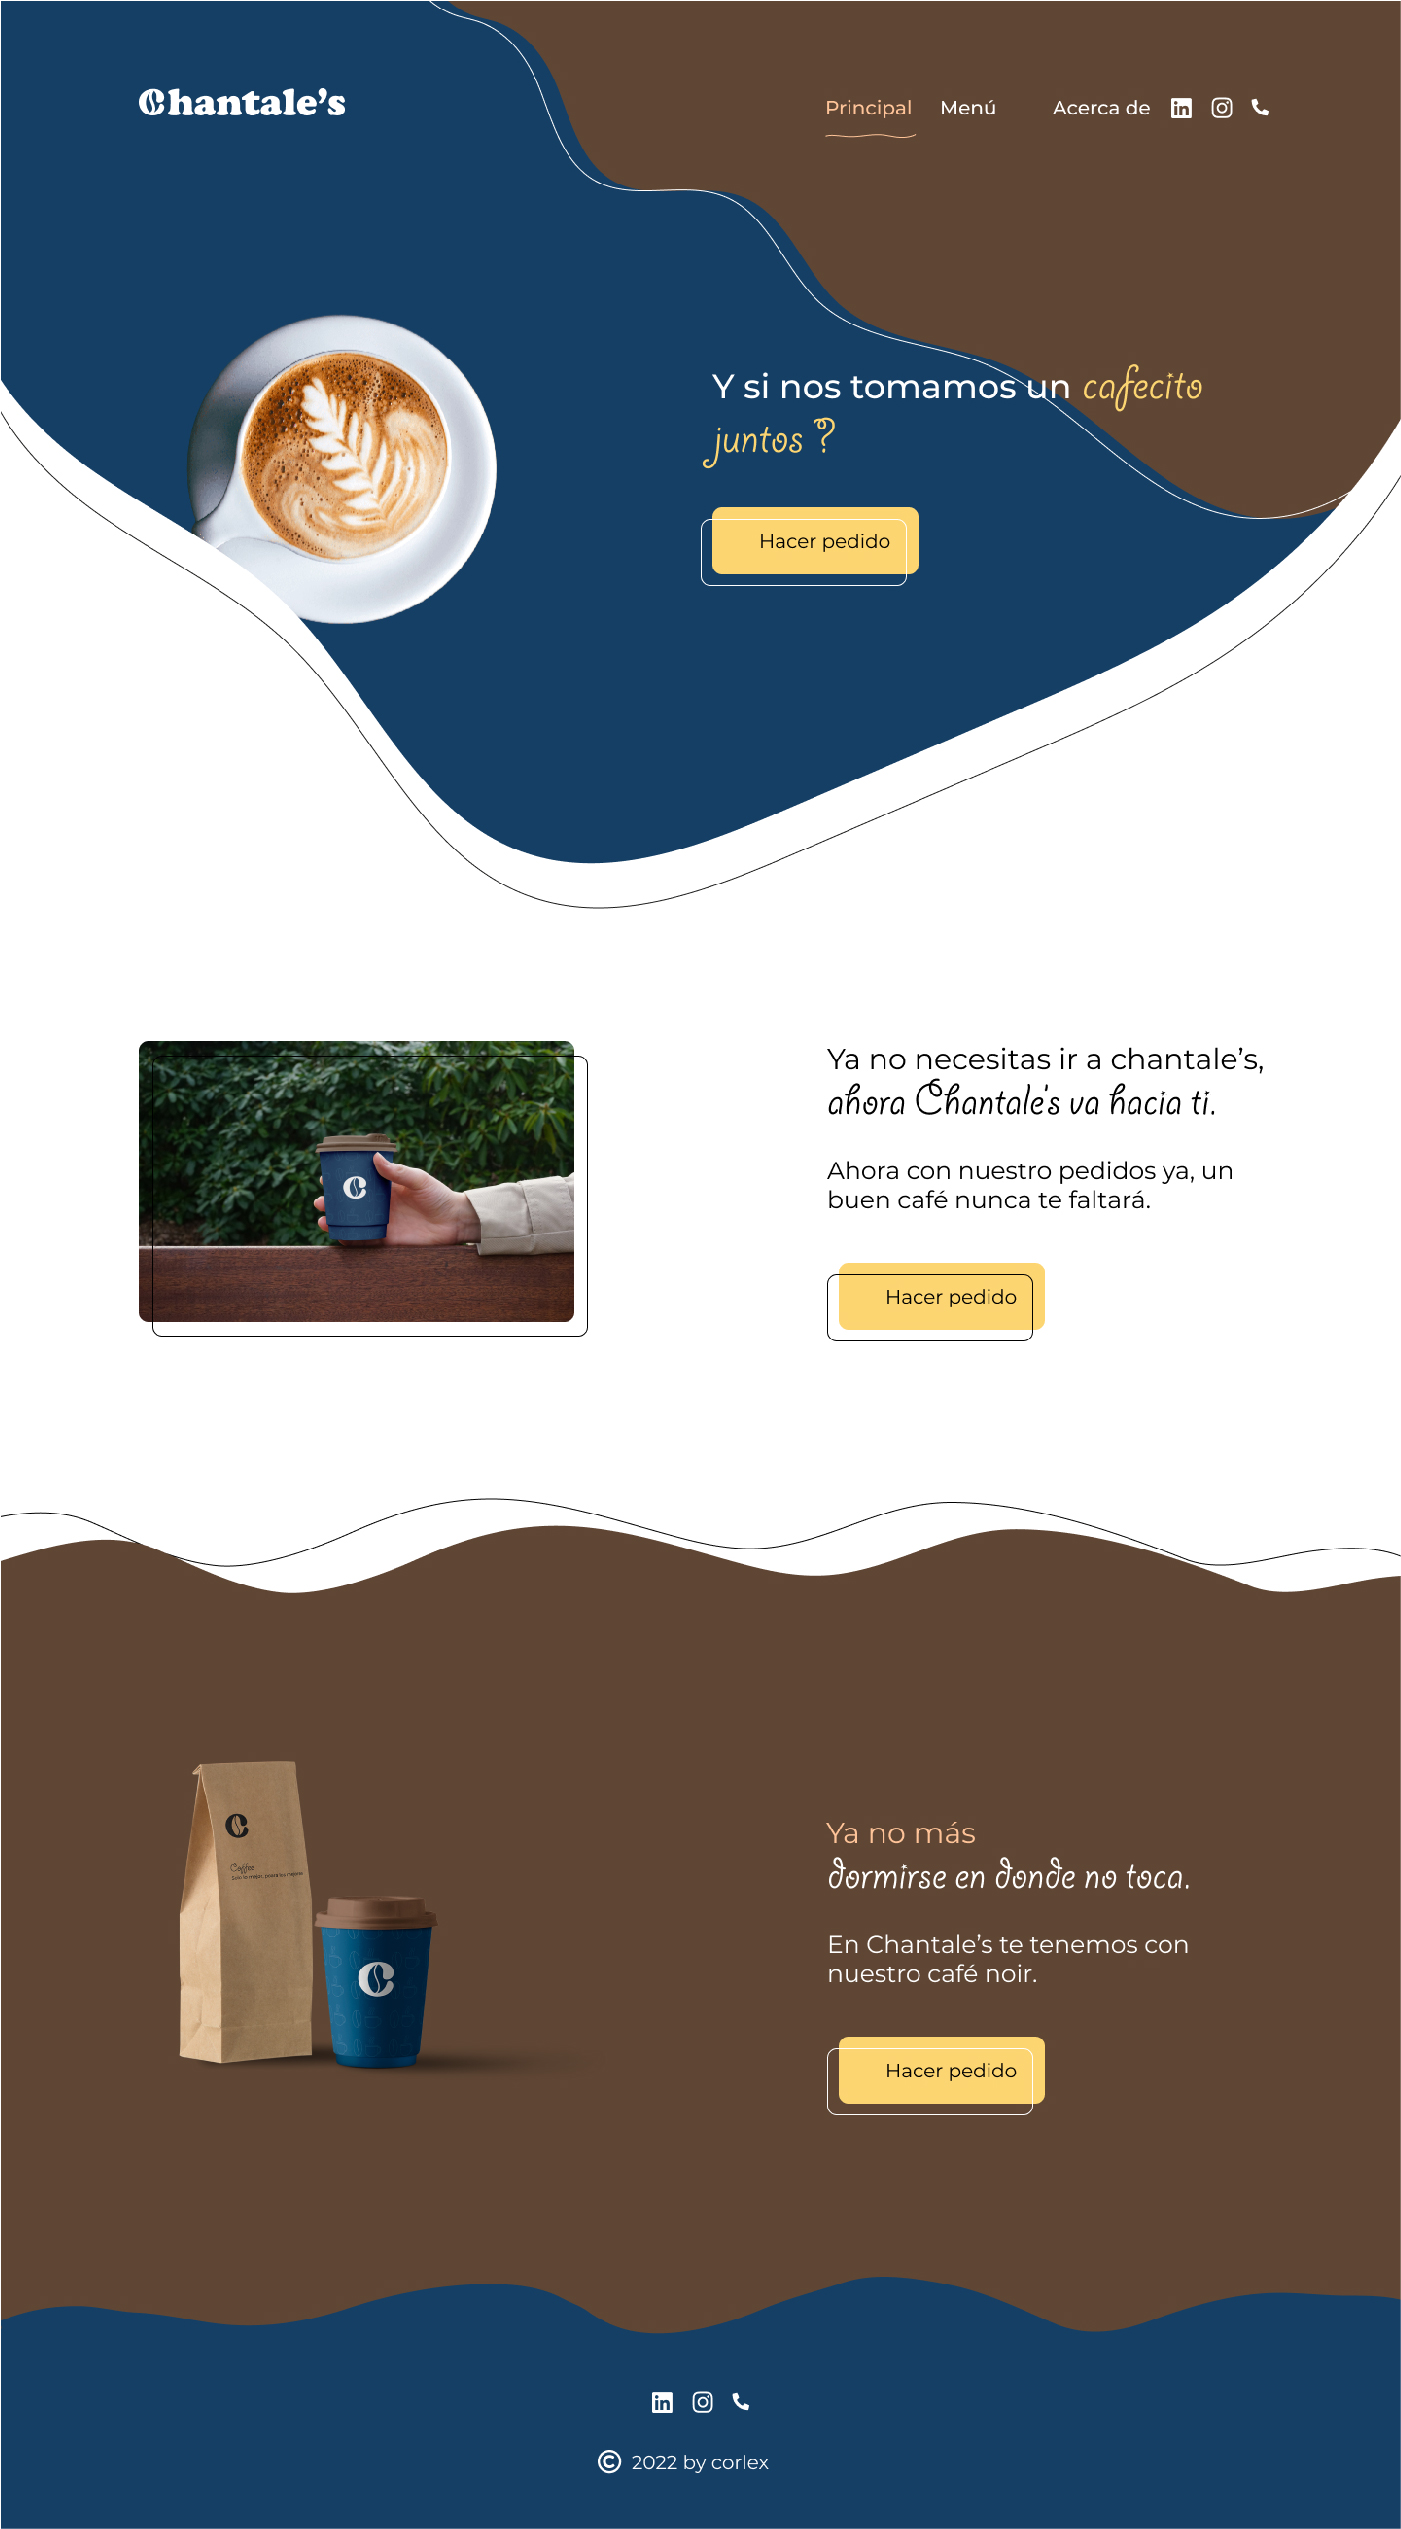 Chantale's
Principal Menú Acerca de
Y si nos tomamos un cafecito
juntos ?
Hacer pedido
Ya no necesitas ir a chantale's,
ahora Chantale's va hacia ti.
Ahora con nuestro pedidos ya, un
buen café nunca te faltará.
Hacer pedido
Coffee
Ya no más
dormirse en donde no toca.
En Chantale's te tenemos con
nuestro café noir.
Hacer pedido
© 2022 by corlex